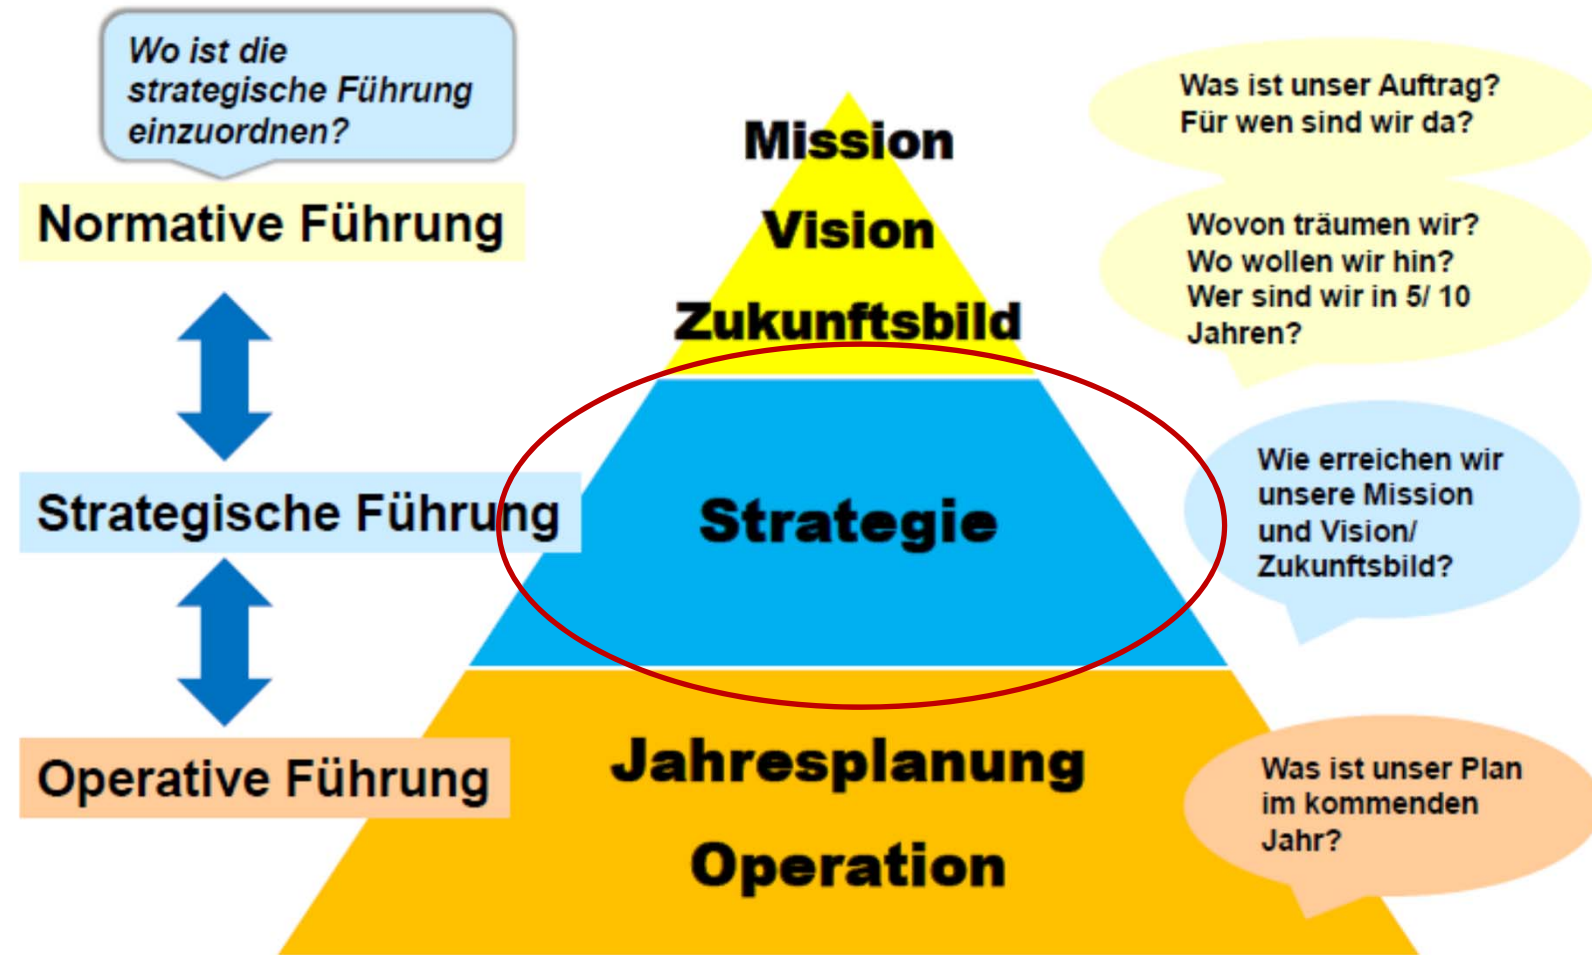 Wo ist die
strategische Führung
einzuordnen?
Normative Führung
Strategische Führung
Operative Führung
Mission
Vision
Zukunftsbild
Strategie
Jahresplanung
Operation
Was ist unser Auftrag?
Für wen sind wir da?
Wovon träumen wir?
Wo wollen wir hin?
Wer sind wir in 5/ 10
Jahren?
Wie erreichen wir
unsere Mission
und Vision/
Zukunftsbild?
Was ist unser Plan
im kommenden
Jahr?